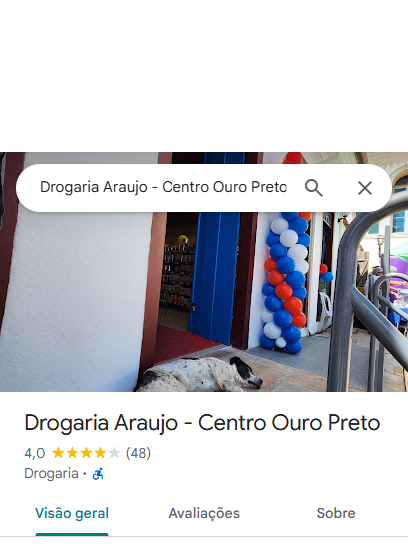 Drogaria Araujo - Centro Ouro Preto
Drogaria Araujo - Centro Ouro Preto
4,0 (48)
Drogaria ·
Visão geral Avaliações Sobre